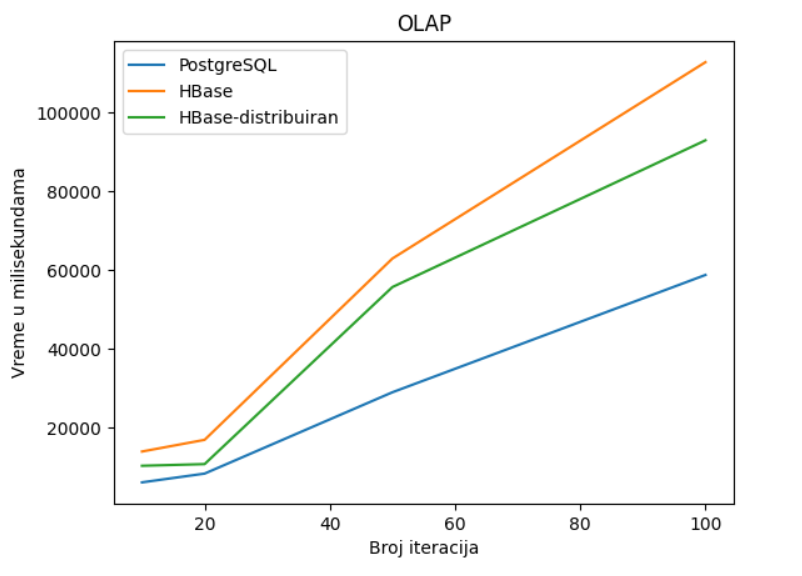 OLAP
PostgreSQL
HBase
HBase-distribuiran
100000
80000
60000
40000
20000
Vreme u milisekundama
20 40 60 80 100
Broj iteracija